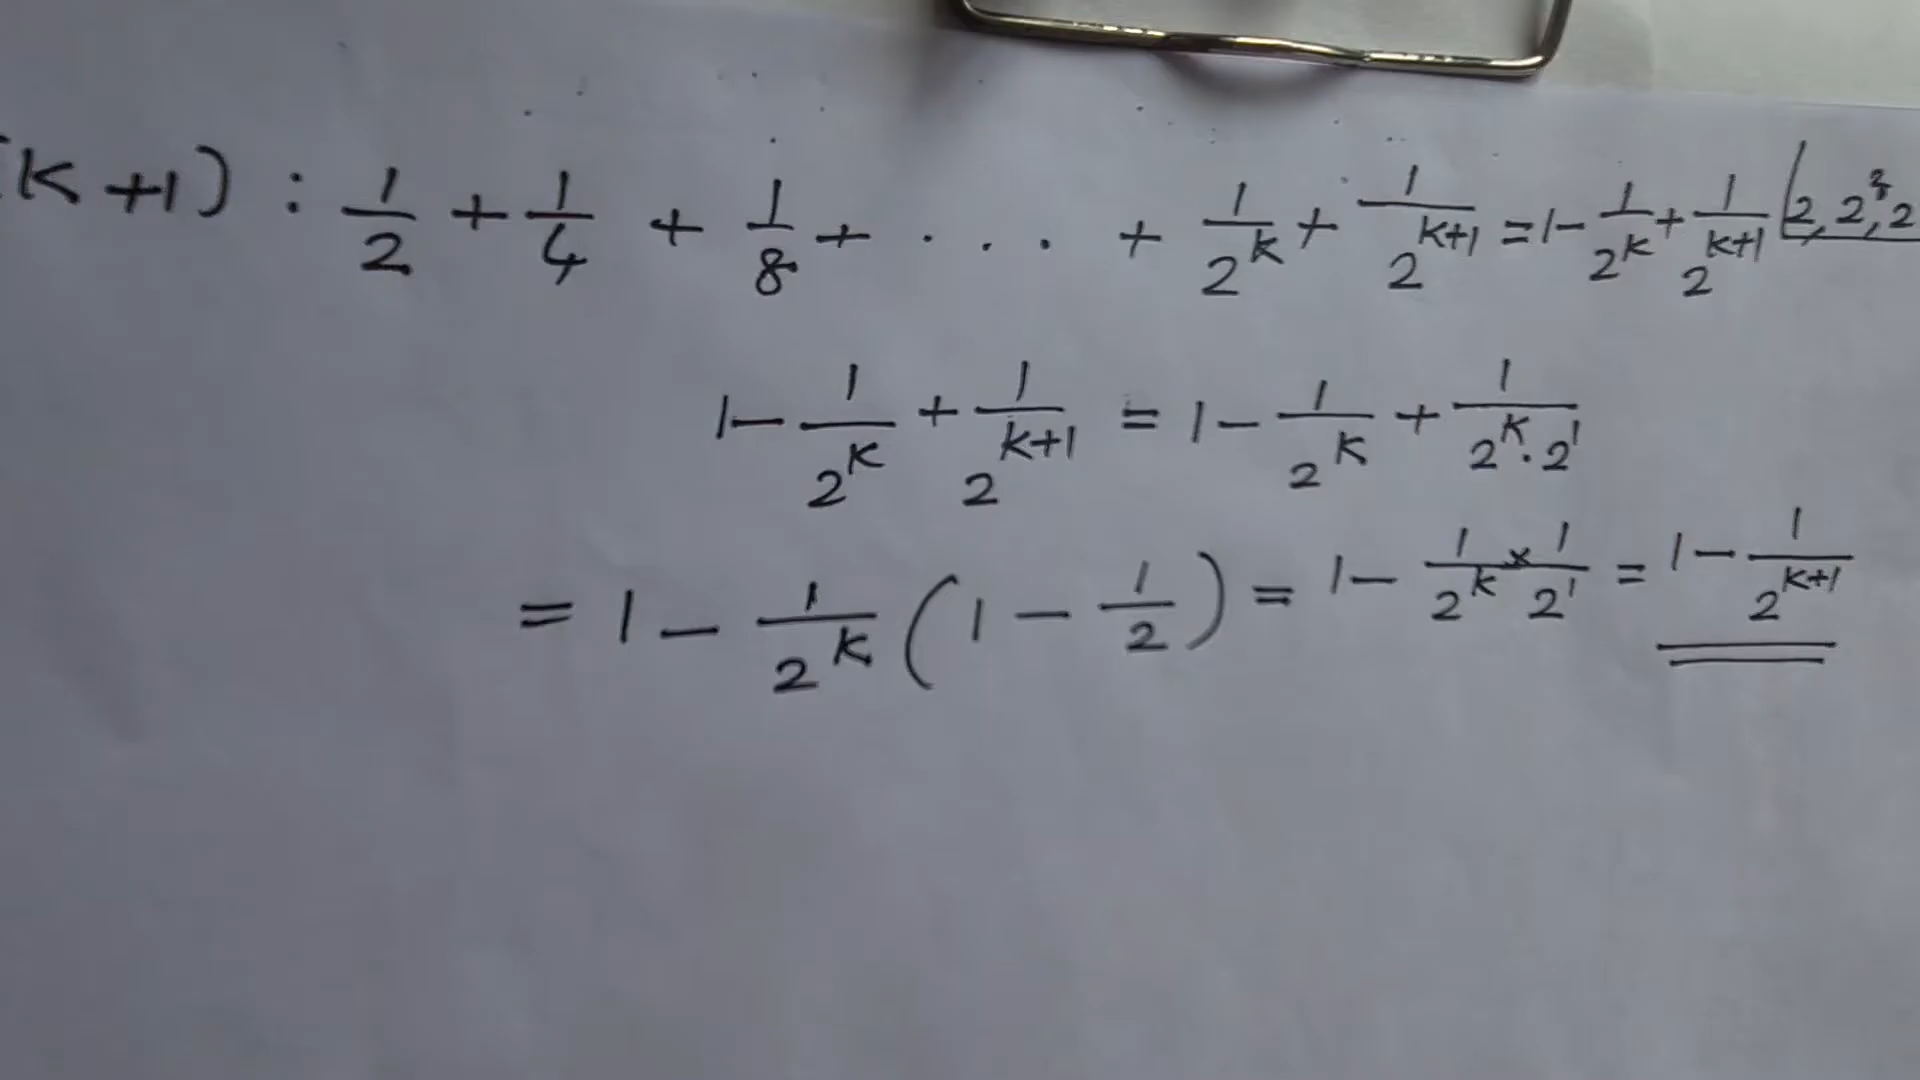 (K+1) : 1/2 + 1/4 + 1/8 + . . . + 1/2^K + 1/2^(K+1) = 1 - 1/2^K + 1/2^(K+1) 2, 2², 2
1 - 1/2^K + 1/2^(K+1) = 1 - 1/2^K + 1/(2^K . 2^1)
= 1 - 1/2^K (1 - 1/2) = 1 - 1/2^K × 1/2^1 = 1 - 1/2^(K+1)